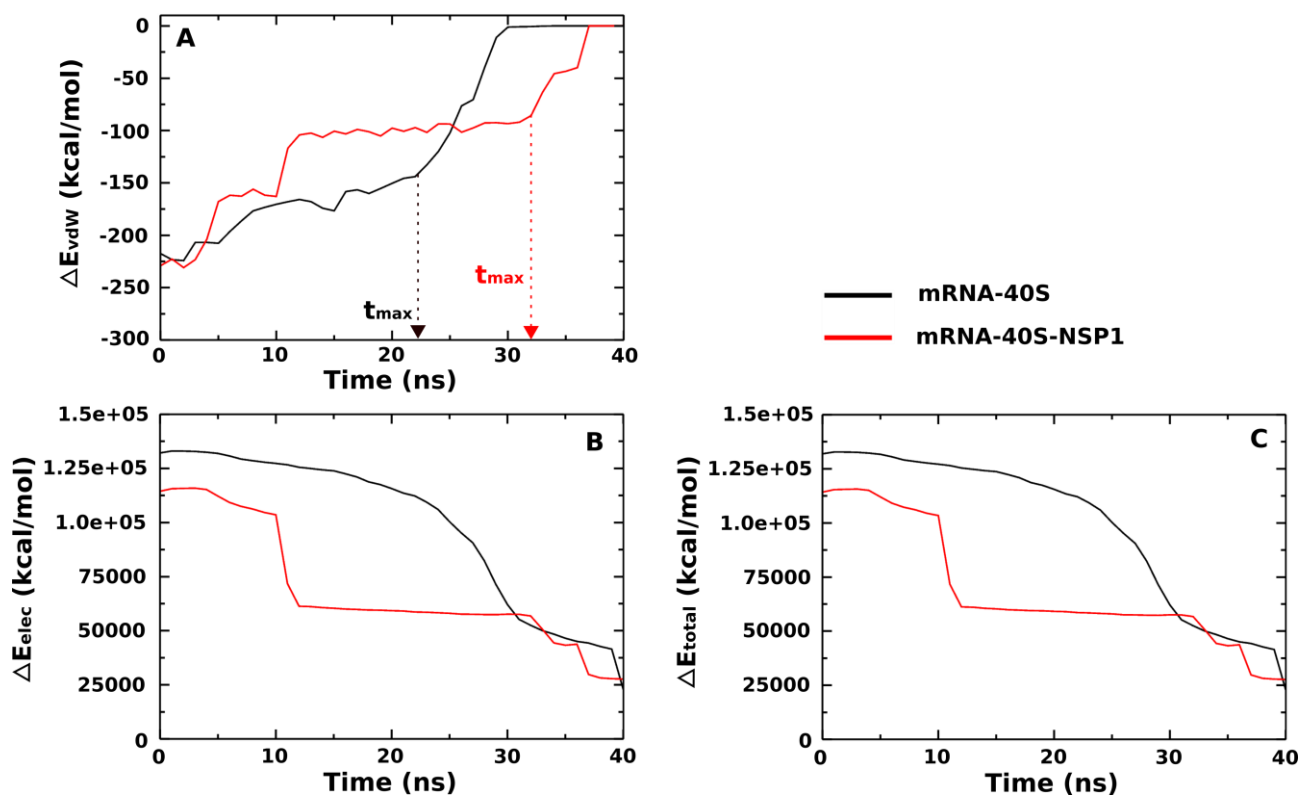 A
△EvdW (kcal/mol)
0
-50
-100
-150
-200
-250
-300
tmax
tmax
0 10 20 30 40
Time (ns)
mRNA-40S
mRNA-40S-NSP1
B
△Eelec (kcal/mol)
1.5e+05
1.25e+05
1.0e+05
75000
50000
25000
0
0 10 20 30 40
Time (ns)
C
△Etotal (kcal/mol)
1.5e+05
1.25e+05
1.0e+05
75000
50000
25000
0
0 10 20 30 40
Time (ns)